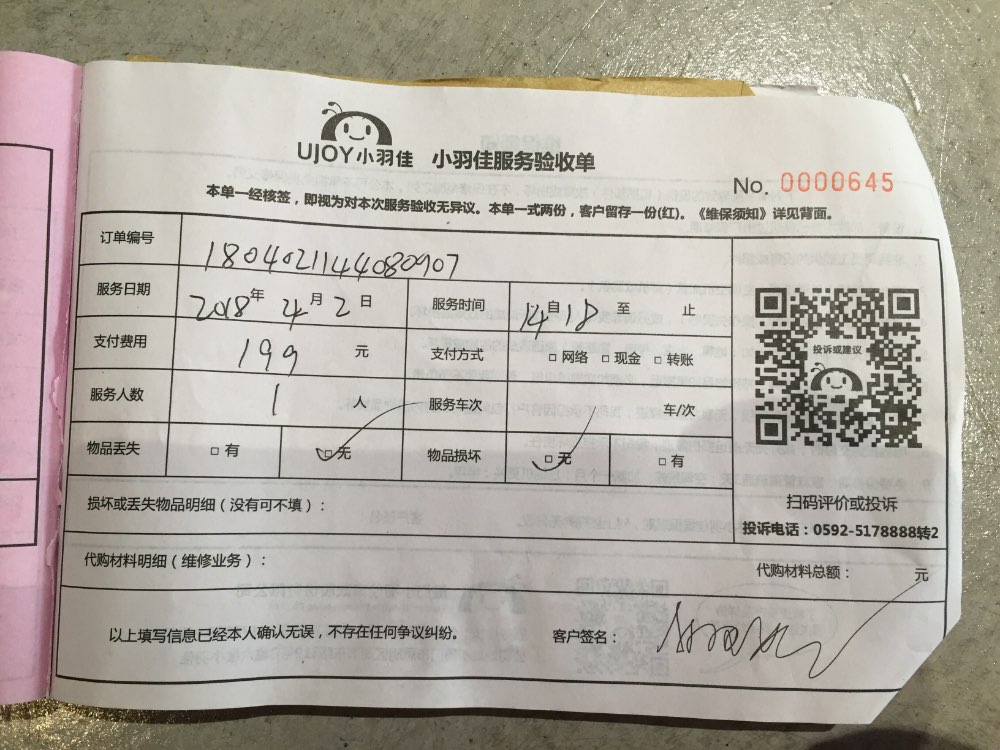 UJOY小羽佳 小羽佳服务验收单
No. 0000645
本单一经核签，即视为对本次服务验收无异议。本单一式两份，客户留存一份(红)。《维保须知》详见背面。
订单编号 1804021144080907
服务日期 2018年 4月 2日 服务时间 14自18至 止
支付费用 199 元 支付方式 □ 网络 □ 现金 □ 转账
服务人数 1 人 服务车次 车/次
物品丢失 □ 有 □ 无 物品损坏 □ 无 □ 有
投诉或建议
扫码评价或投诉
投诉电话：0592-5178888转2
损坏或丢失物品明细（没有可不填）：
代购材料明细（维修业务）： 代购材料总额： 元
以上填写信息已经本人确认无误，不存在任何争议纠纷。 客户签名：